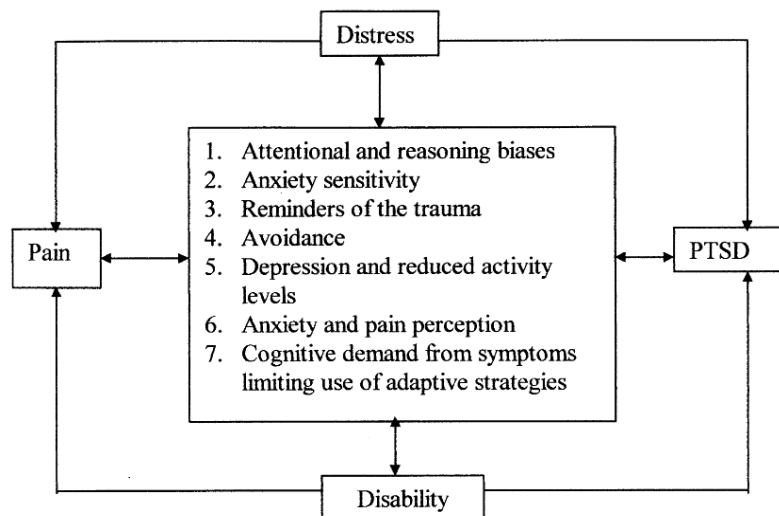 Distress
1. Attentional and reasoning biases
2. Anxiety sensitivity
3. Reminders of the trauma
4. Avoidance
5. Depression and reduced activity
levels
6. Anxiety and pain perception
7. Cognitive demand from symptoms
limiting use of adaptive strategies
Pain
PTSD
Disability